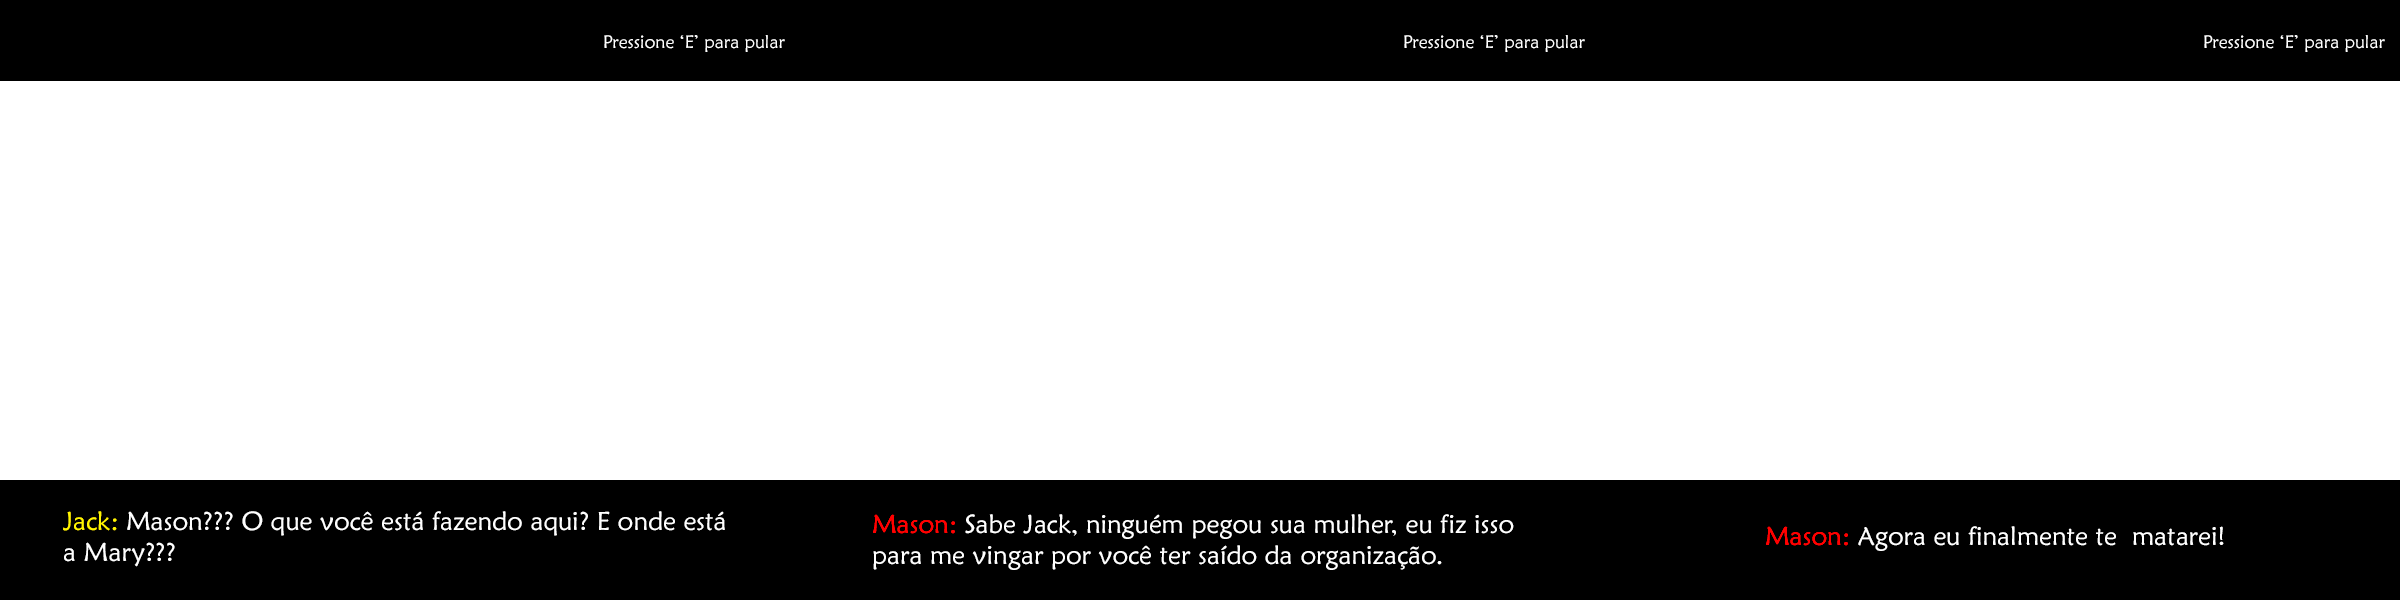 Pressione ‘E’ para pular
Pressione ‘E’ para pular
Pressione ‘E’ para pular
Jack: Mason??? O que você está fazendo aqui? E onde está
a Mary???
Mason: Sabe Jack, ninguém pegou sua mulher, eu fiz isso
para me vingar por você ter saído da organização.
Mason: Agora eu finalmente te  matarei!